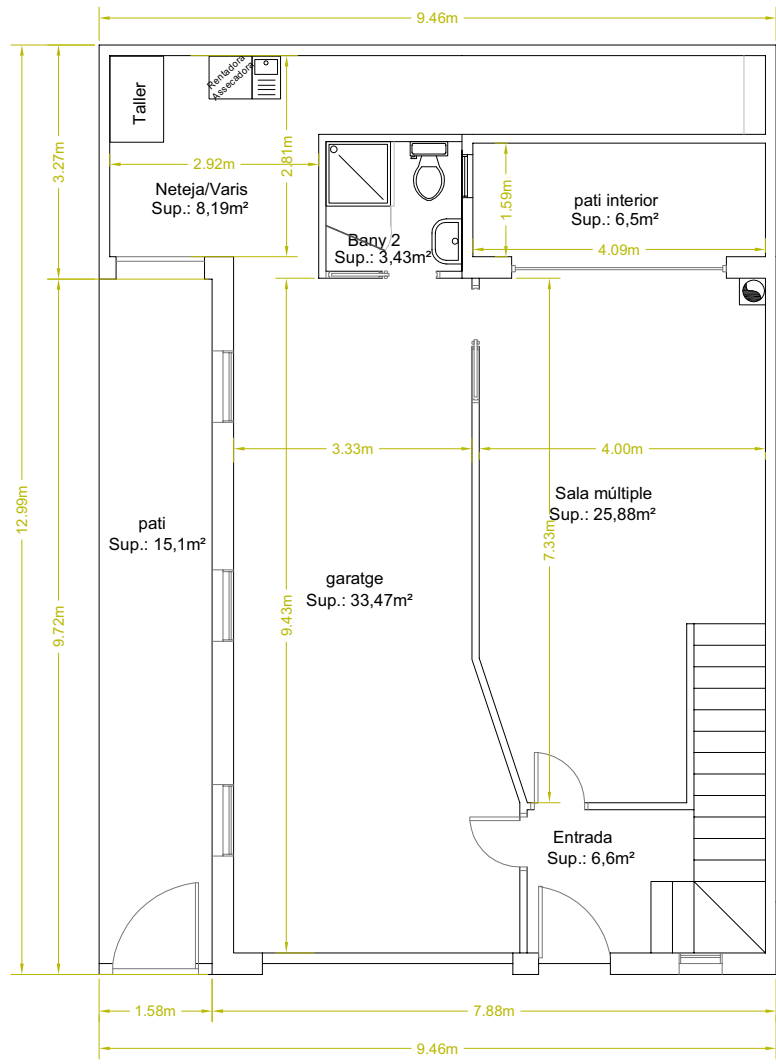 9.46m
Taller
Rentadora
Assecadora
3.27m
2.92m
2.81m
Neteja/Varis
Sup.: 8,19m²
1.59m
pati interior
Sup.: 6,5m²
Bany 2
Sup.: 3,43m²
4.09m
3.33m
4.00m
12.99m
pati
Sup.: 15,1m²
Sala múltiple
Sup.: 25,88m²
7.33m
garatge
Sup.: 33,47m²
9.43m
9.72m
Entrada
Sup.: 6,6m²
1.58m
7.88m
9.46m